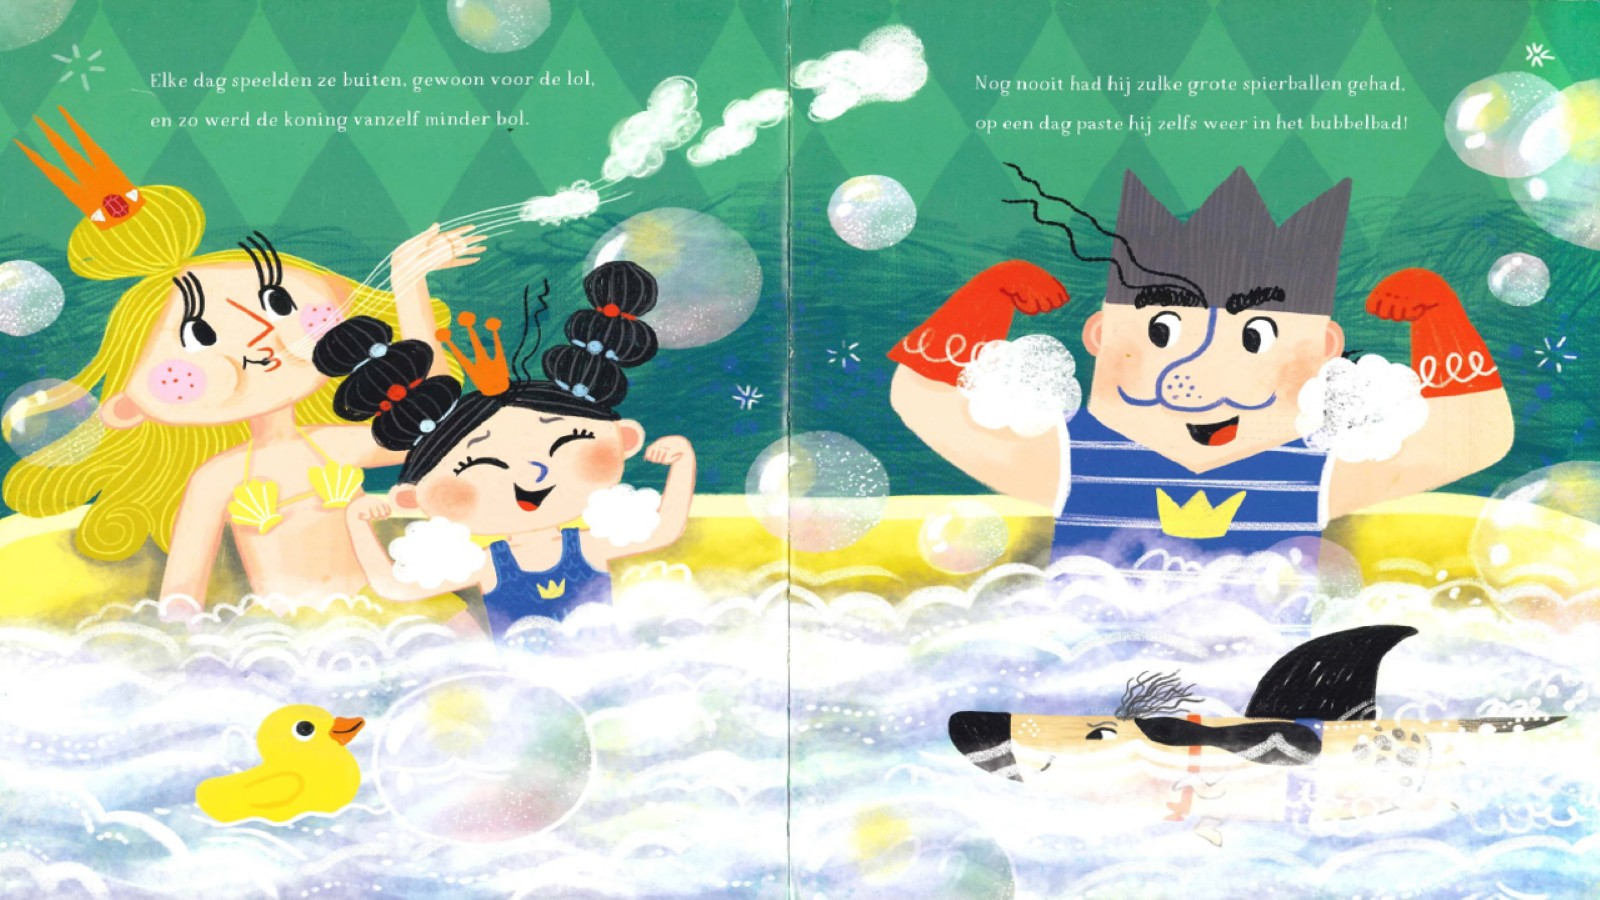 Elke dag speelden ze buiten, gewoon voor de lol,
en zo werd de koning vanzelf minder bol.
Nog nooit had hij zulke grote spierballen gehad,
op een dag paste hij zelfs weer in het bubbelbad!